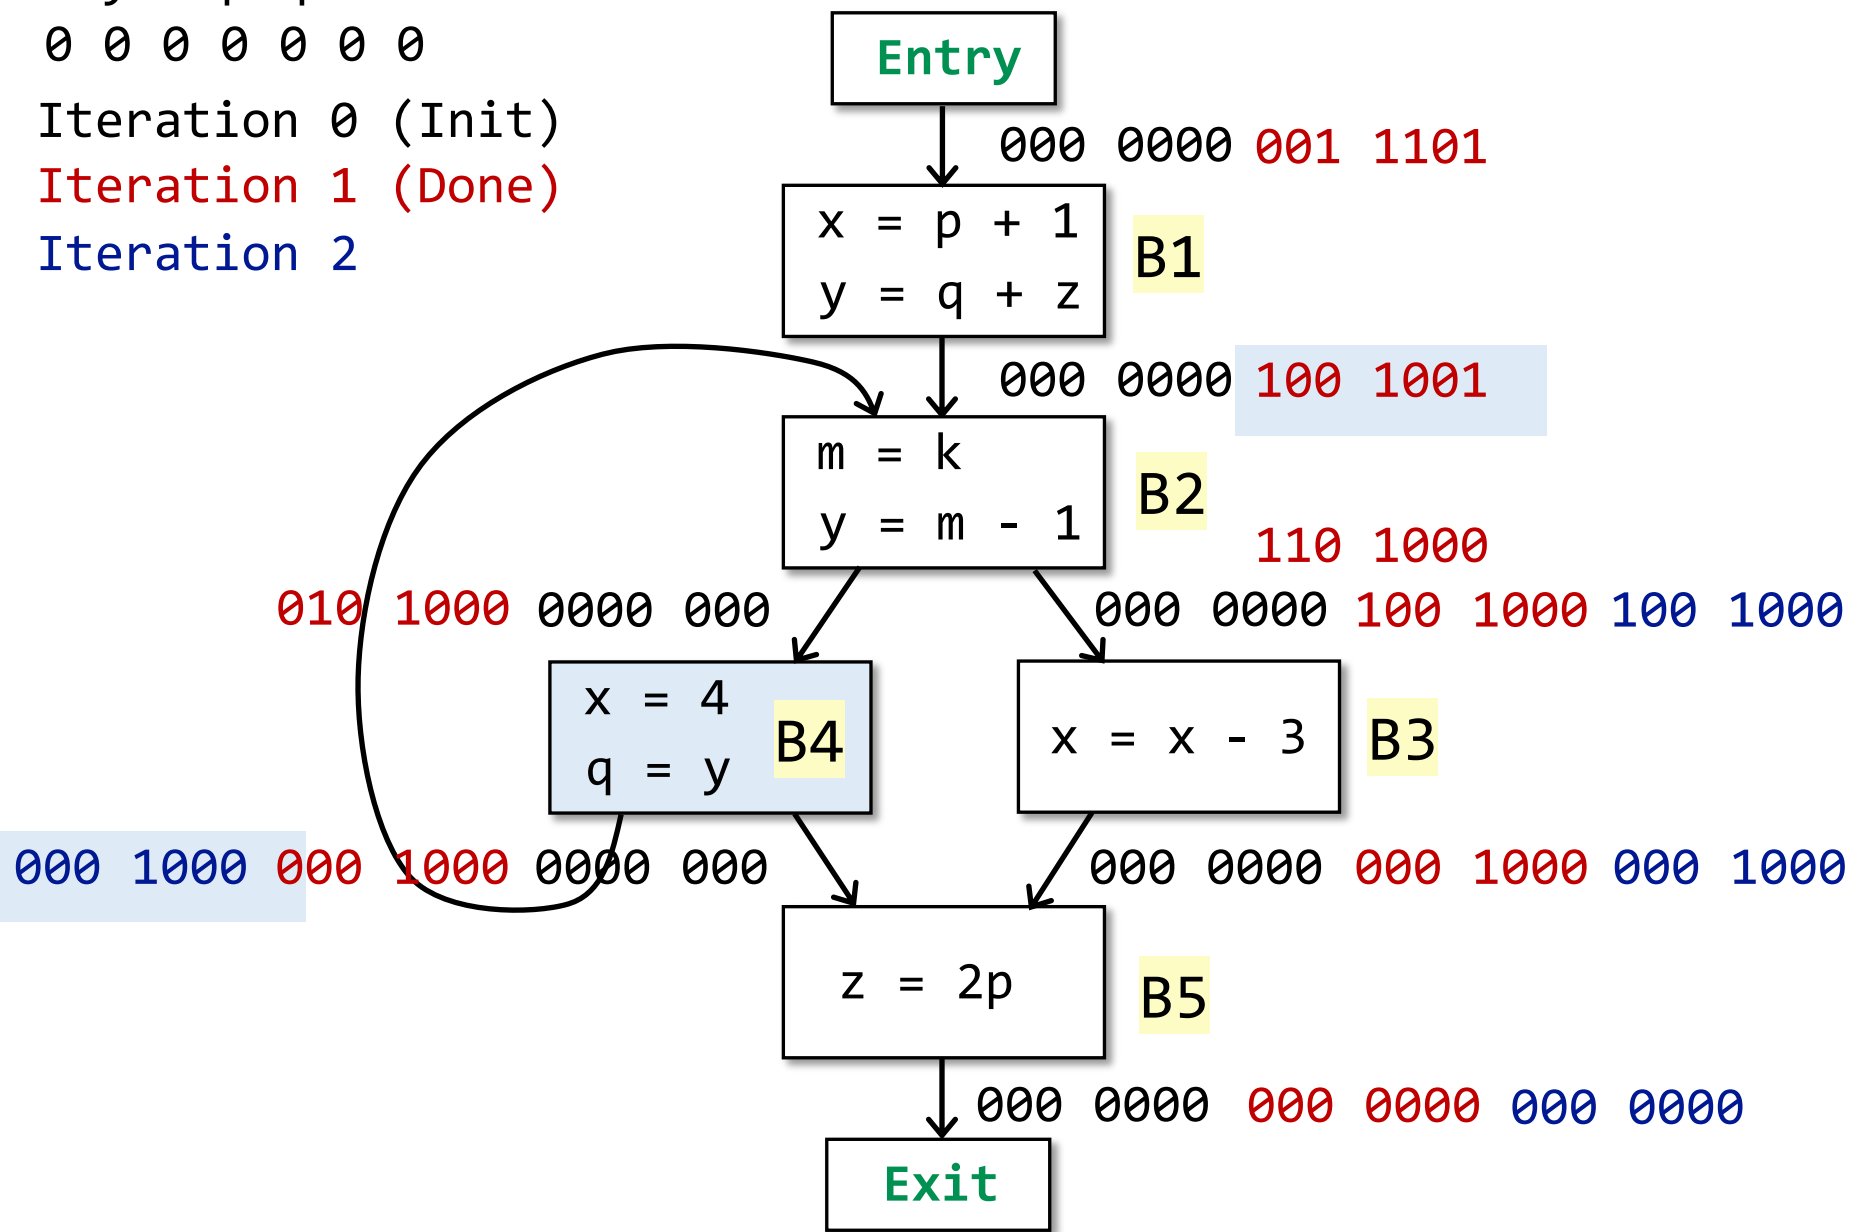 0 0 0 0 0 0 0
Iteration 0 (Init)
Iteration 1 (Done)
Iteration 2
Entry
000 0000 001 1101
x = p + 1
y = q + z
B1
000 0000 100 1001
m = k
y = m - 1
B2
110 1000
010 1000 0000 000
000 0000 100 1000 100 1000
x = 4
q = y
B4
x = x - 3
B3
000 1000 000 1000 0000 000
000 0000 000 1000 000 1000
z = 2p
B5
000 0000 000 0000 000 0000
Exit